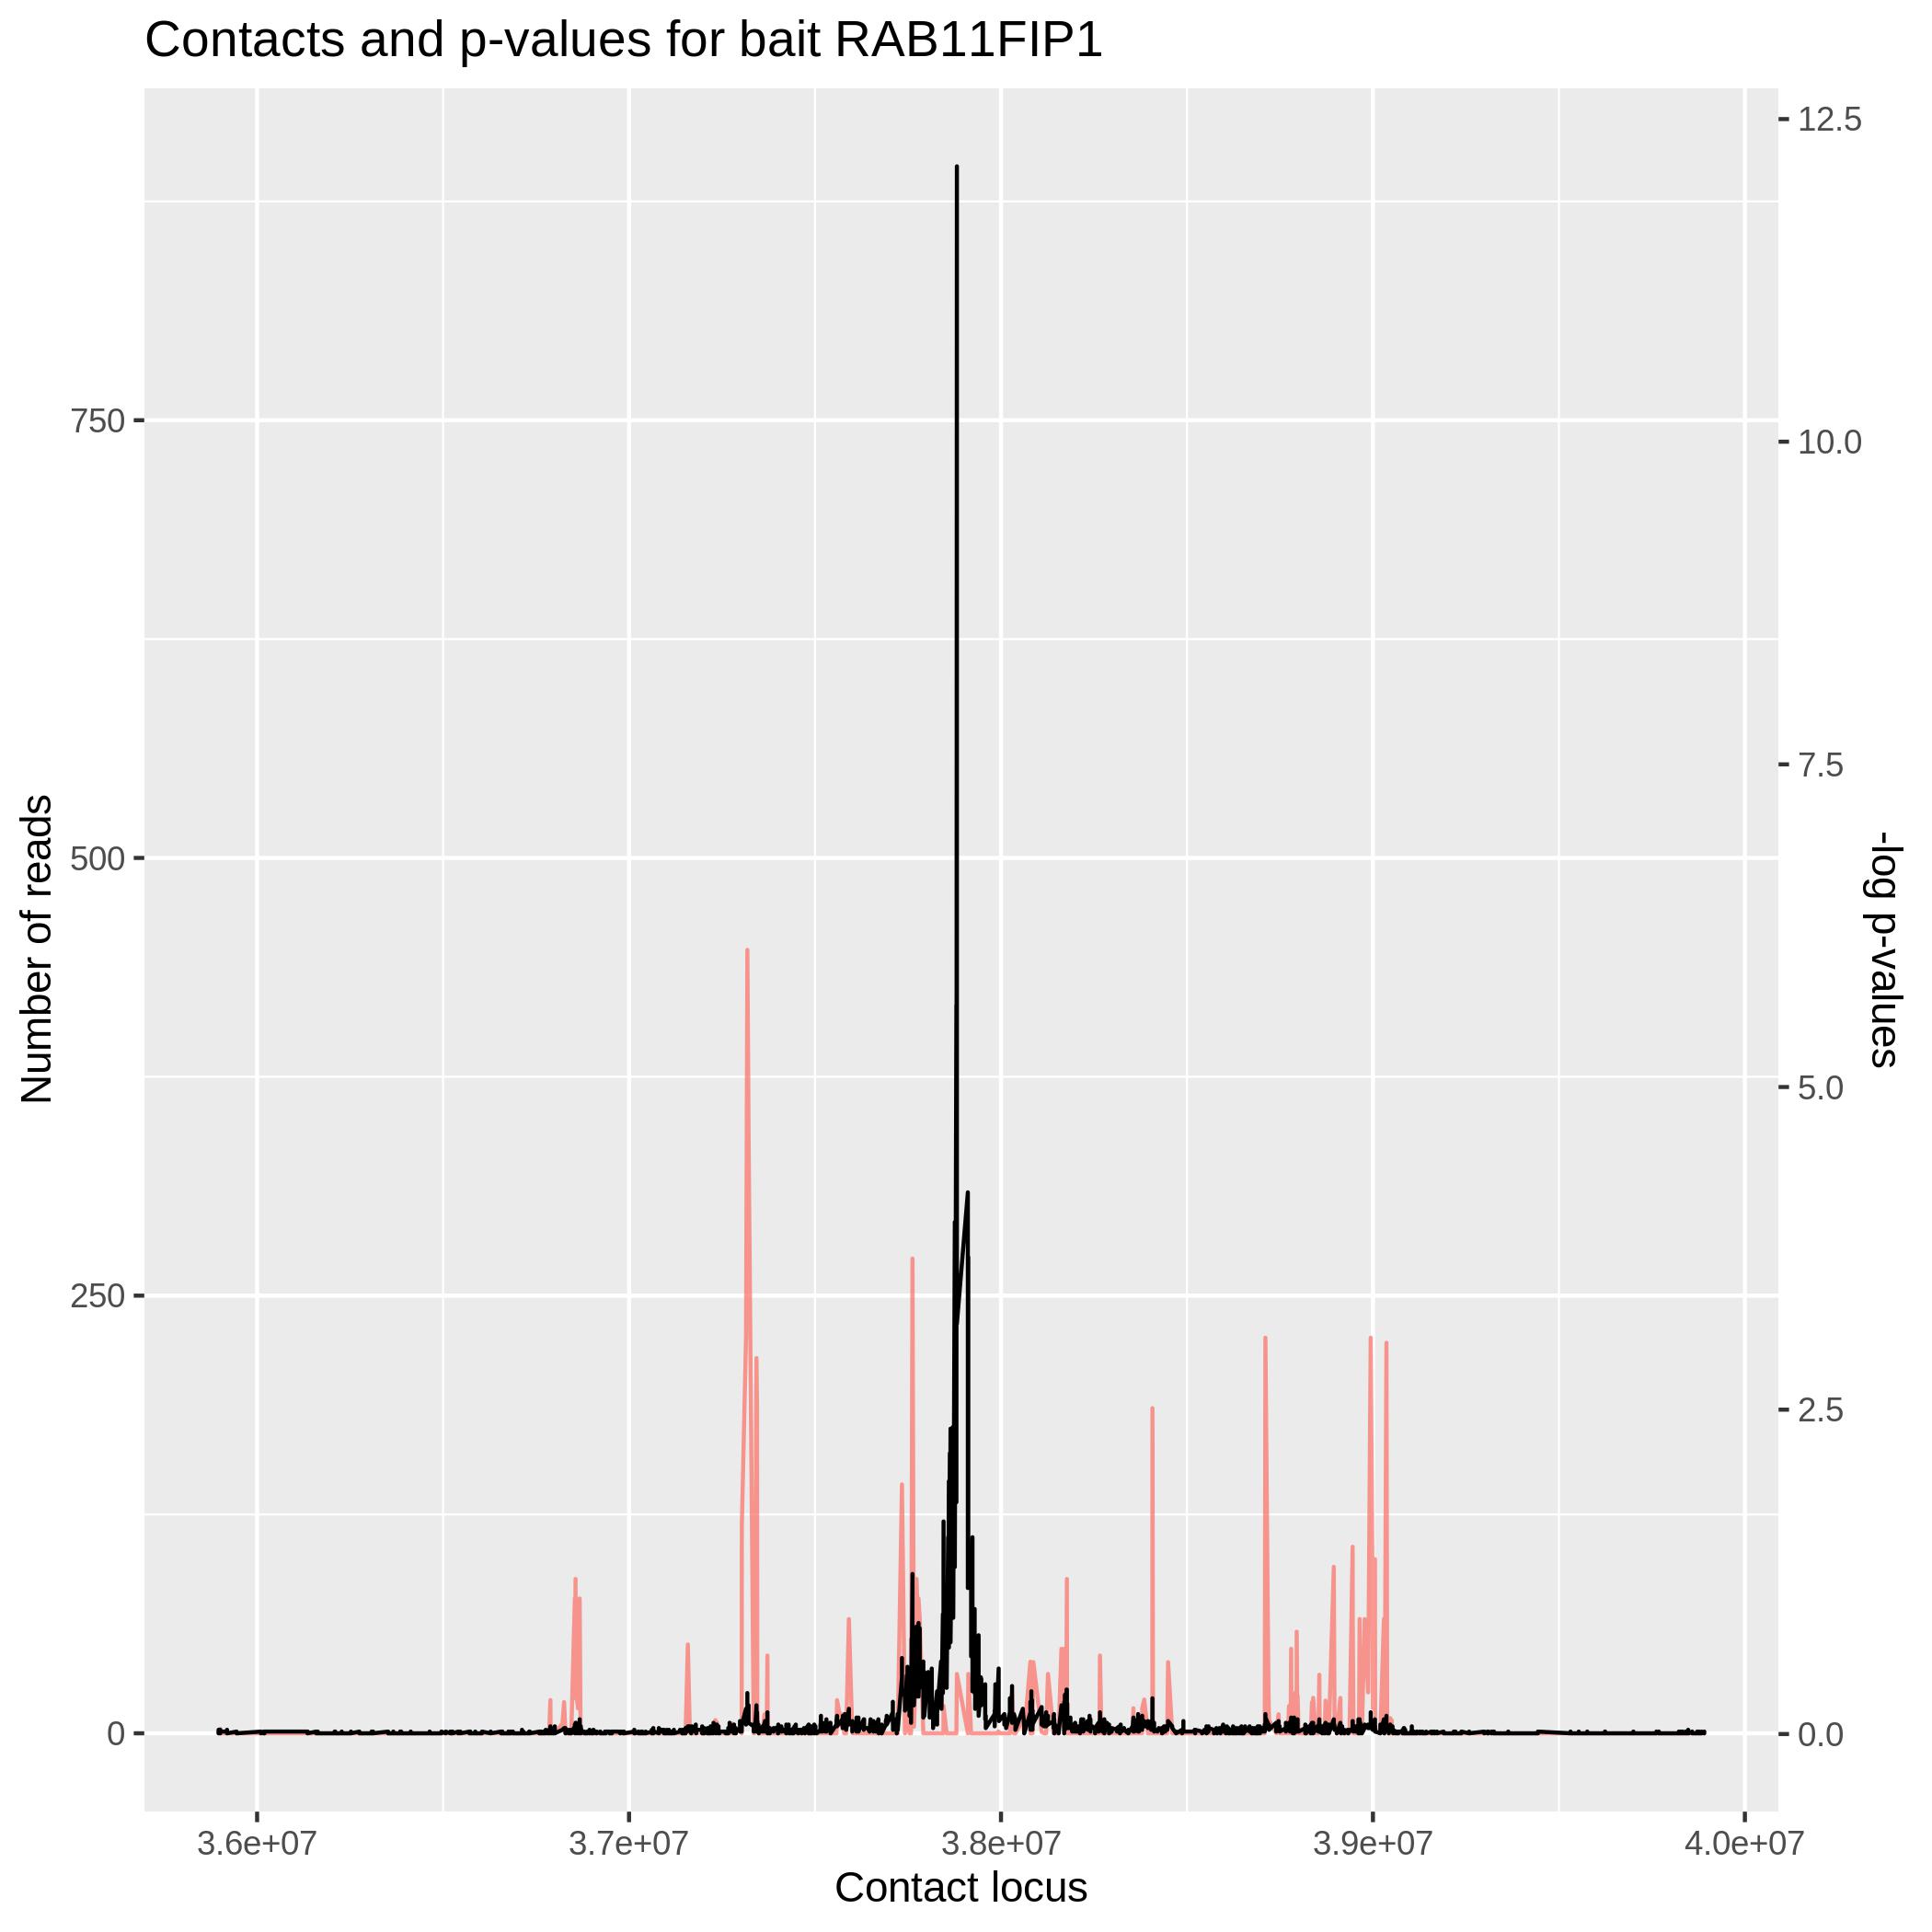 Contacts and p-values for bait RAB11FIP1
12.5
10.0
7.5
5.0
2.5
0.0
750
500
250
0
Number of reads
-log p-values
3.6e+07
3.7e+07
3.8e+07
3.9e+07
4.0e+07
Contact locus